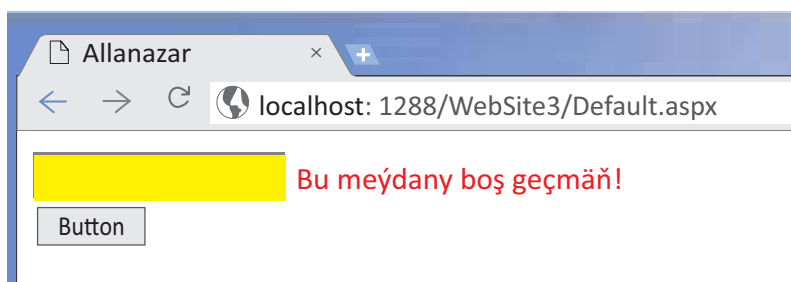 Allanazar
localhost: 1288/WebSite3/Default.aspx
Bu meýdany boş geçmäň!
Button